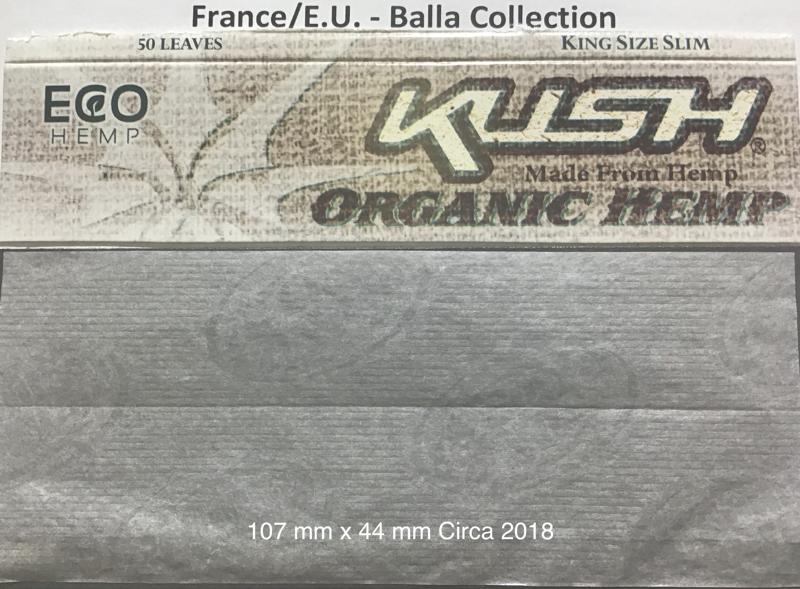 France/E.U. - Balla Collection
50 LEAVES KING SIZE SLIM
ECO
HEMP
KUSH®
Made From Hemp
ORGANIC HEMP
107 mm x 44 mm Circa 2018